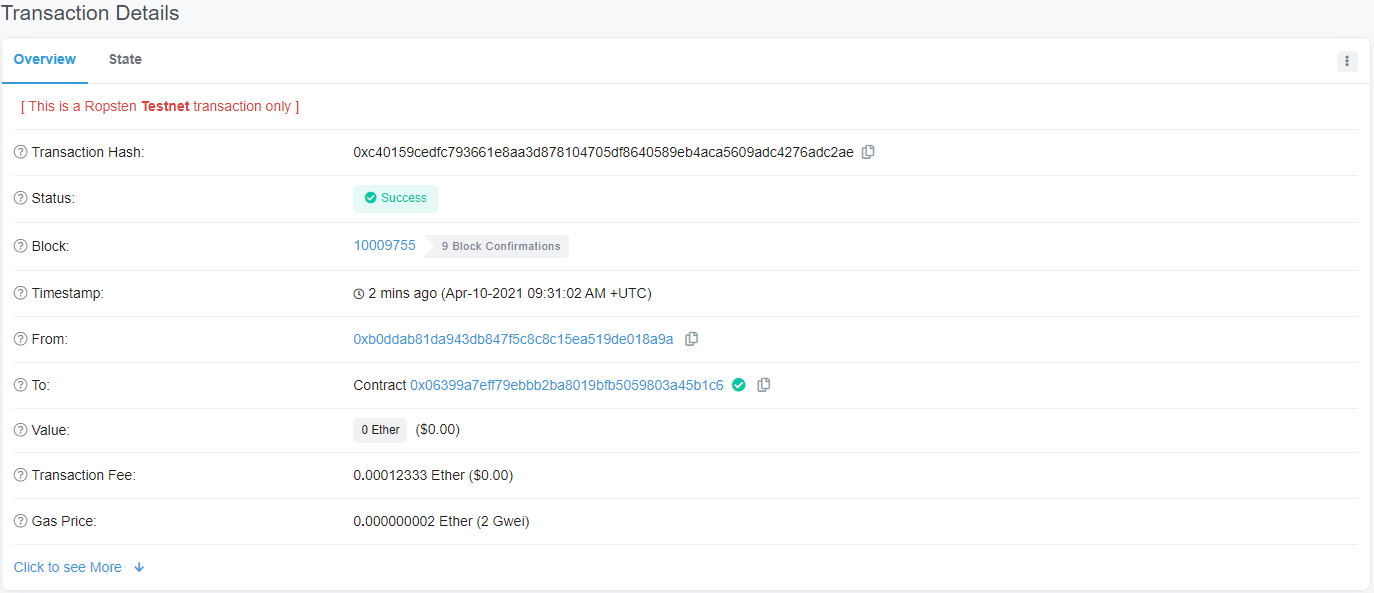 Transaction Details
Overview State
[ This is a Ropsten Testnet transaction only ]
Transaction Hash: 0xc40159cedfc793661e8aa3d878104705df8640589eb4aca5609adc4276adc2ae
Status: Success
Block: 10009755 9 Block Confirmations
Timestamp: 2 mins ago (Apr-10-2021 09:31:02 AM +UTC)
From: 0xb0ddab81da943db847f5c8c8c15ea519de018a9a
To: Contract 0x06399a7eff79ebbb2ba8019bfb5059803a45b1c6
Value: 0 Ether ($0.00)
Transaction Fee: 0.00012333 Ether ($0.00)
Gas Price: 0.000000002 Ether (2 Gwei)
Click to see More